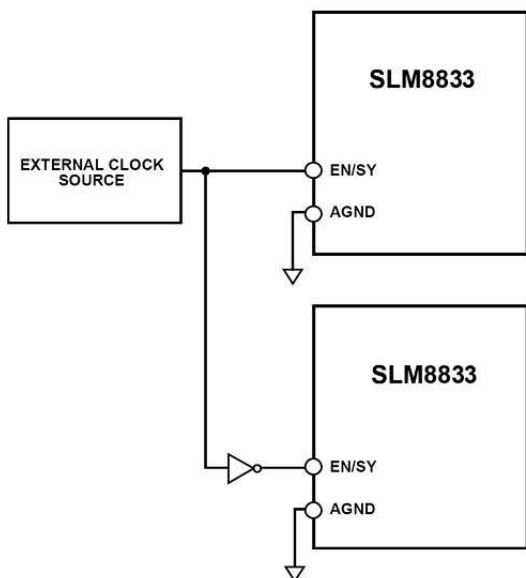 SLM8833
EXTERNAL CLOCK
SOURCE
EN/SY
AGND
SLM8833
EN/SY
AGND